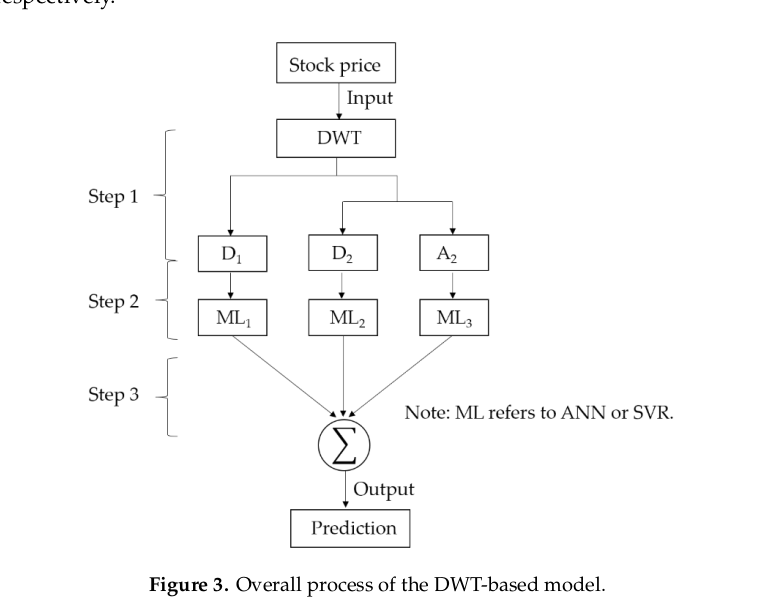 respectively.
Stock price
Input
DWT
Step 1
D1
D2
A2
Step 2
ML1
ML2
ML3
Step 3
Note: ML refers to ANN or SVR.
∑
Output
Prediction
Figure 3. Overall process of the DWT-based model.